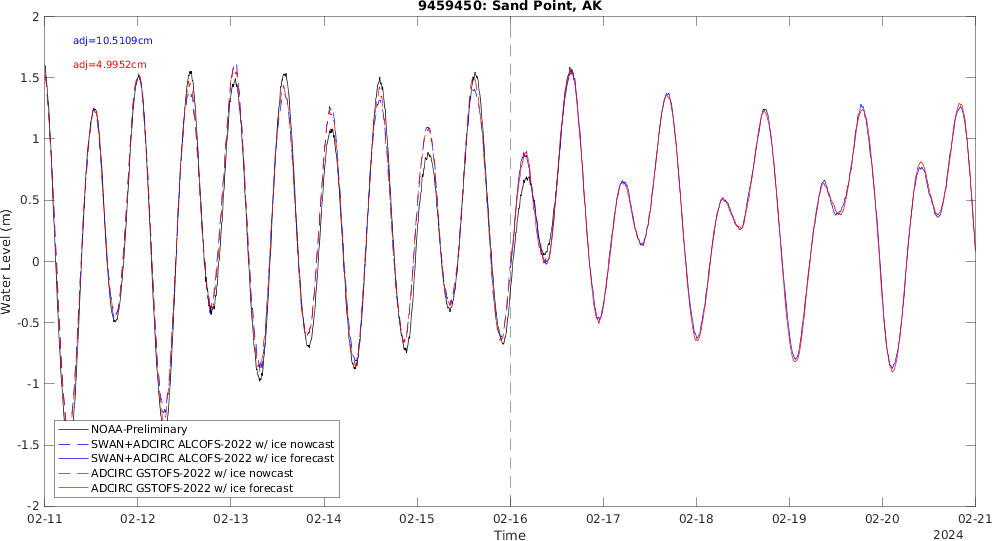 9459450: Sand Point, AK
adj=10.5109cm
adj=4.9952cm
Water Level (m)
2
1.5
1
0.5
0
-0.5
-1
-1.5
-2
NOAA-Preliminary
SWAN+ADCIRC ALCOFS-2022 w/ ice nowcast
SWAN+ADCIRC ALCOFS-2022 w/ ice forecast
ADCIRC GSTOFS-2022 w/ ice nowcast
ADCIRC GSTOFS-2022 w/ ice forecast
02-11 02-12 02-13 02-14 02-15 02-16 02-17 02-18 02-19 02-20 02-21
Time
2024